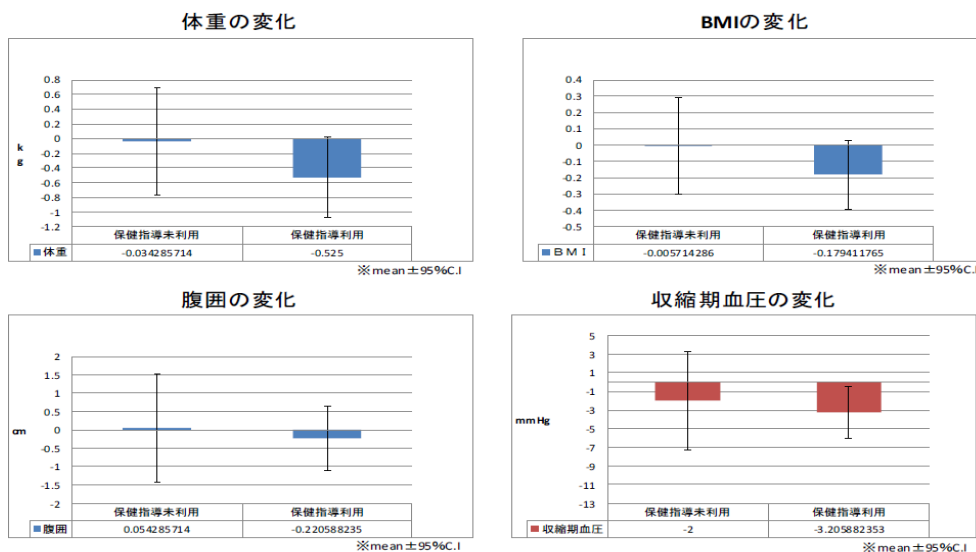 体重の変化
0.8
0.6
0.4
0.2
0
-0.2
-0.4
-0.6
-0.8
-1
-1.2
kg
保健指導未利用 保健指導利用
体重 -0.034285714 -0.525
※mean±95%C.I
BMIの変化
0.4
0.3
0.2
0.1
0
-0.1
-0.2
-0.3
-0.4
-0.5
保健指導未利用 保健指導利用
BMI -0.005714286 -0.179411765
※mean±95%C.I
腹囲の変化
2
1.5
1
0.5
0
-0.5
-1
-1.5
-2
cm
保健指導未利用 保健指導利用
腹囲 0.054285714 -0.220588235
※mean±95%C.I
収縮期血圧の変化
5
3
1
-1
-3
-5
-7
-9
-11
-13
mmHg
保健指導未利用 保健指導利用
収縮期血圧 -2 -3.205882353
※mean±95%C.I